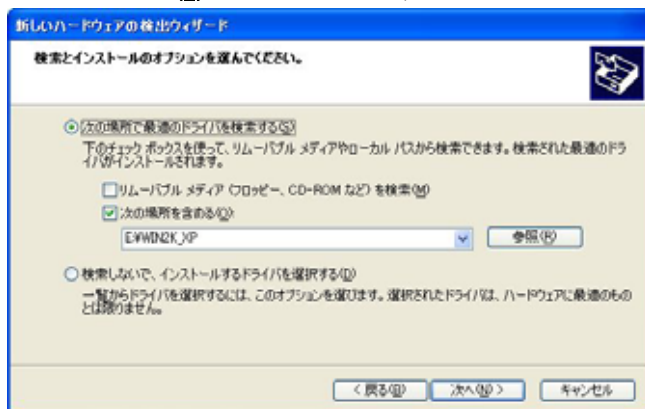 新しいハードウェアの検出ウィザード
検索とインストールのオプションを選んでください。
次の場所で最適のドライバを検索する(S)
下のチェック ボックスを使って、リムーバブル メディアやローカル パスから検索できます。検索された最適のドラ
イバがインストールされます。
リムーバブル メディア (フロッピー、CD-ROM など) を検索(M)
次の場所を含める(O):
E:¥WIN2K_XP
参照(R)
検索しないで、インストールするドライバを選択する(D)
一覧からドライバを選択するには、このオプションを選びます。選択されたドライバは、ハードウェアに最適のもの
とは限りません。
< 戻る(B)
次へ(N) >
キャンセル